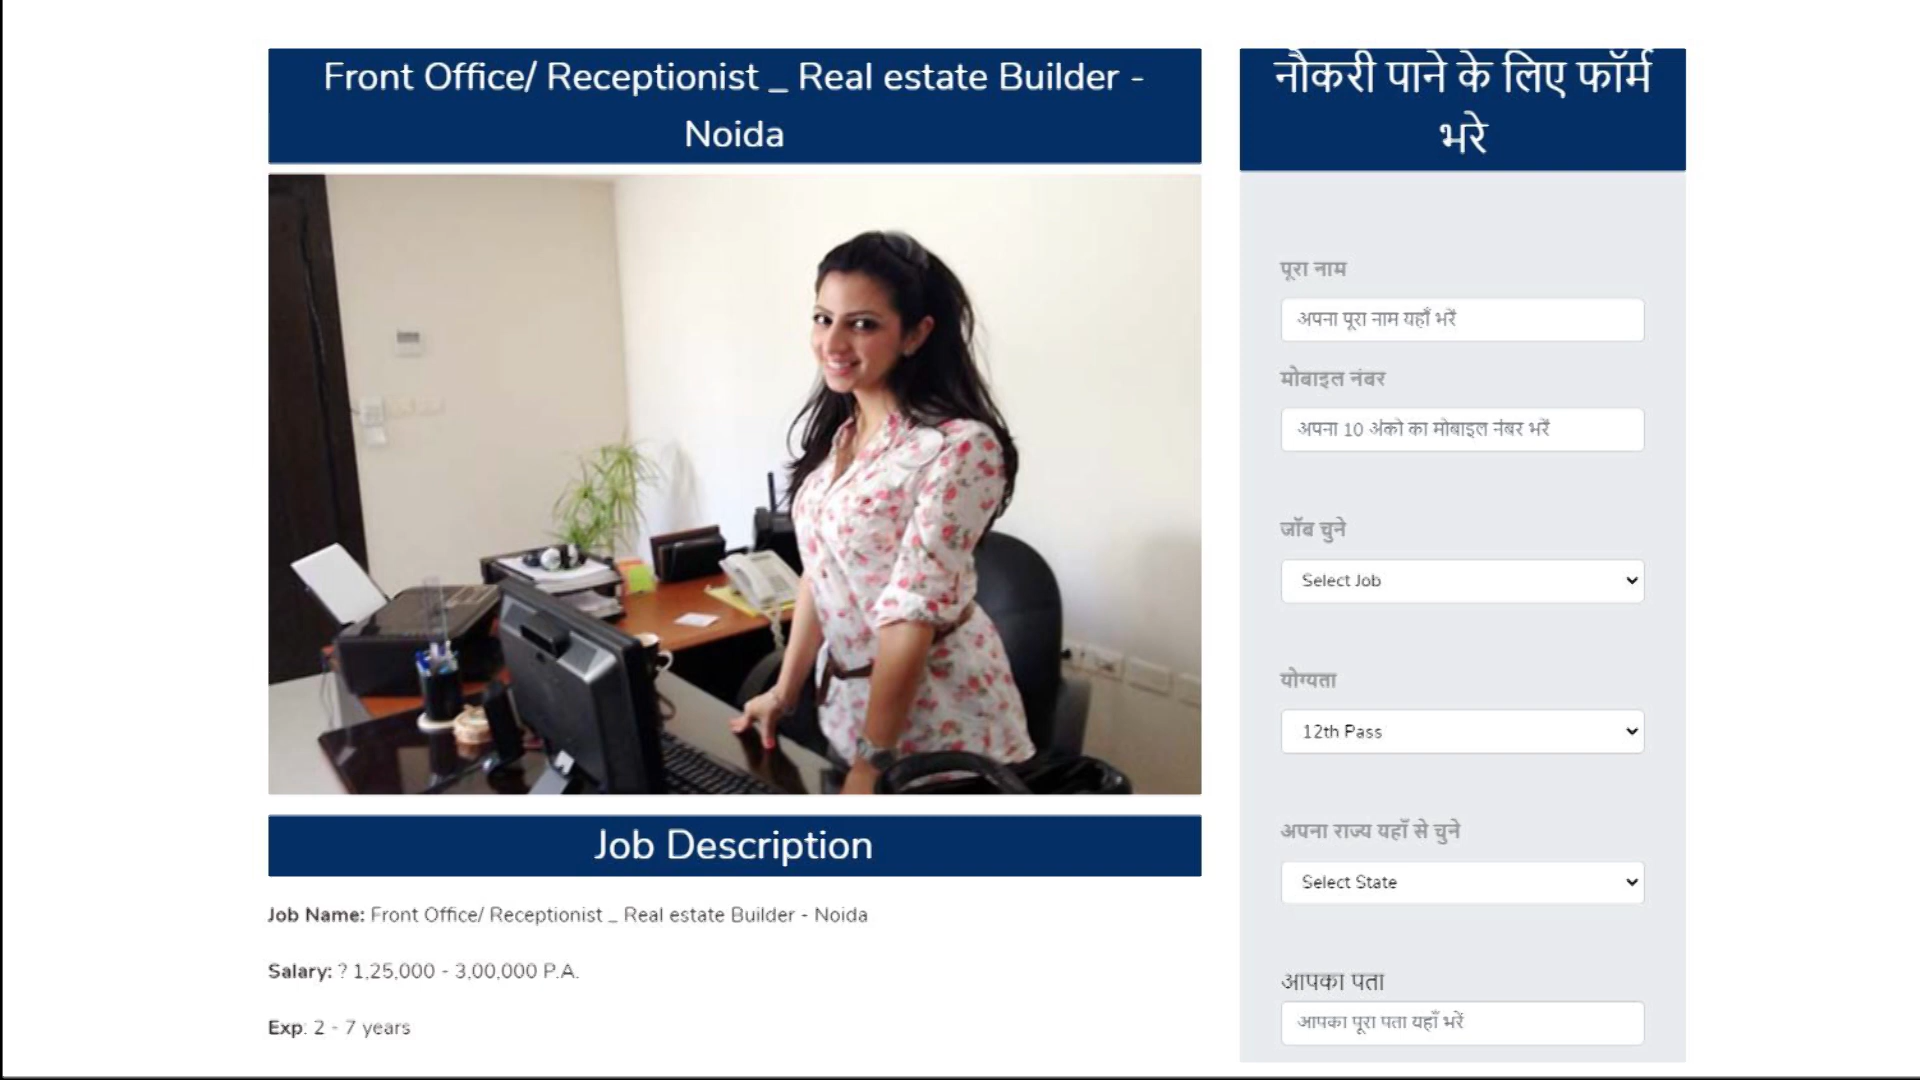 Front Office/ Receptionist _ Real estate Builder -
Noida
Job Description
Job Name: Front Office/ Receptionist _ Real estate Builder - Noida
Salary: ? 1,25,000 - 3,00,000 P.A.
Exp: 2 - 7 years
नौकरी पाने के लिए फॉर्म
भरे
पूरा नाम
अपना पूरा नाम यहाँ भरें
मोबाइल नंबर
अपना 10 अंको का मोबाइल नंबर भरें
जॉब चुने
Select Job
योग्यता
12th Pass
अपना राज्य यहाँ से चुने
Select State
आपका पता
आपका पूरा पता यहाँ भरें